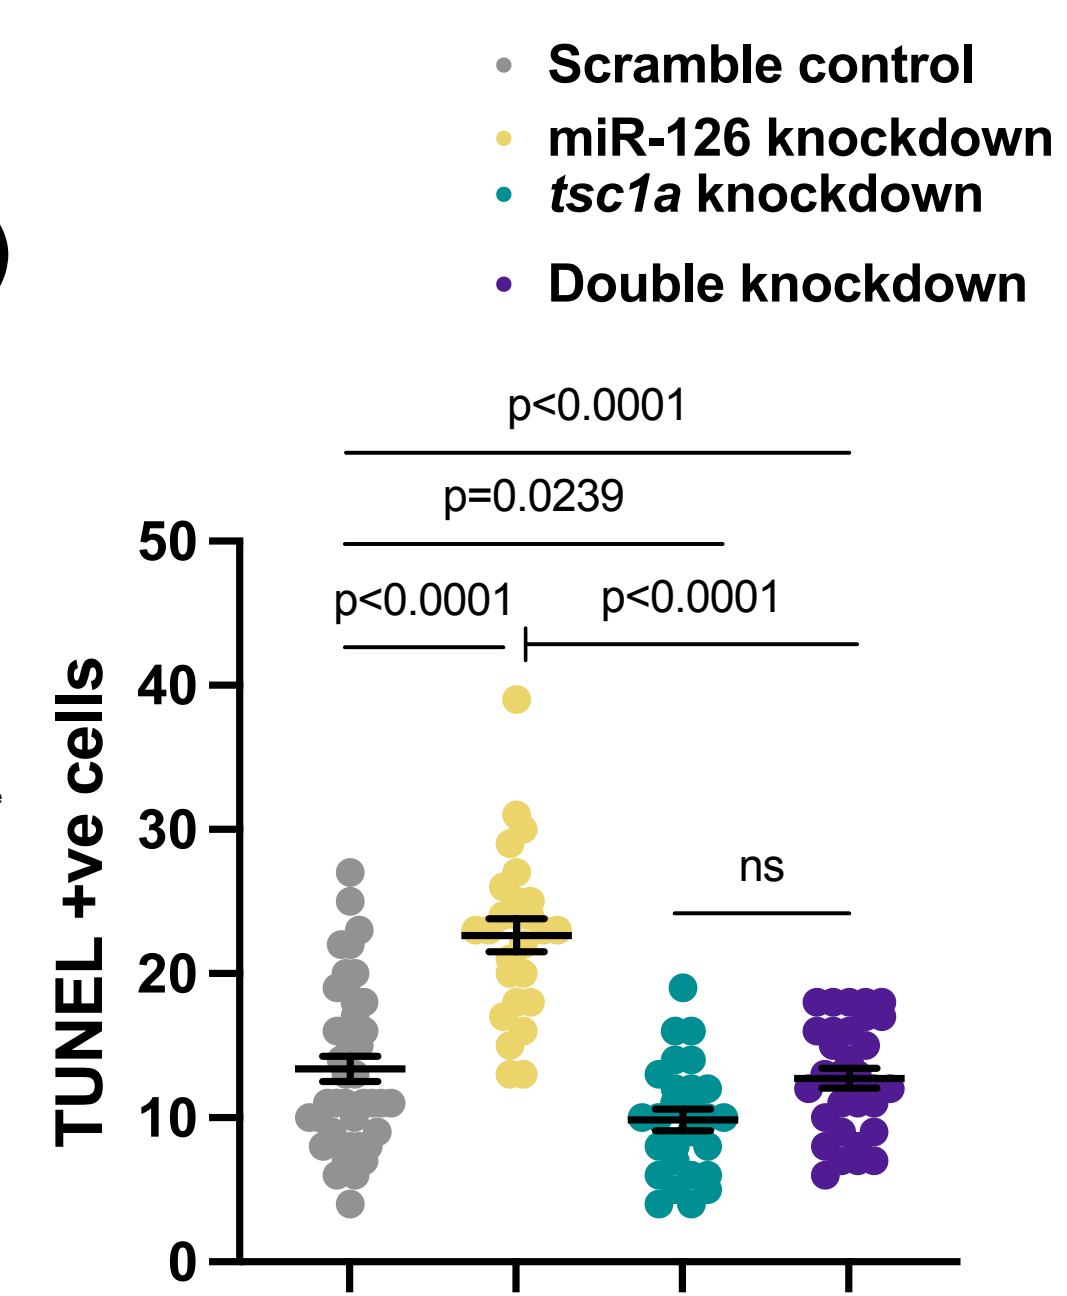 Scramble control
miR-126 knockdown
tsc1a knockdown
Double knockdown
p<0.0001
p=0.0239
p<0.0001
p<0.0001
ns
TUNEL +ve cells
50
40
30
20
10
0